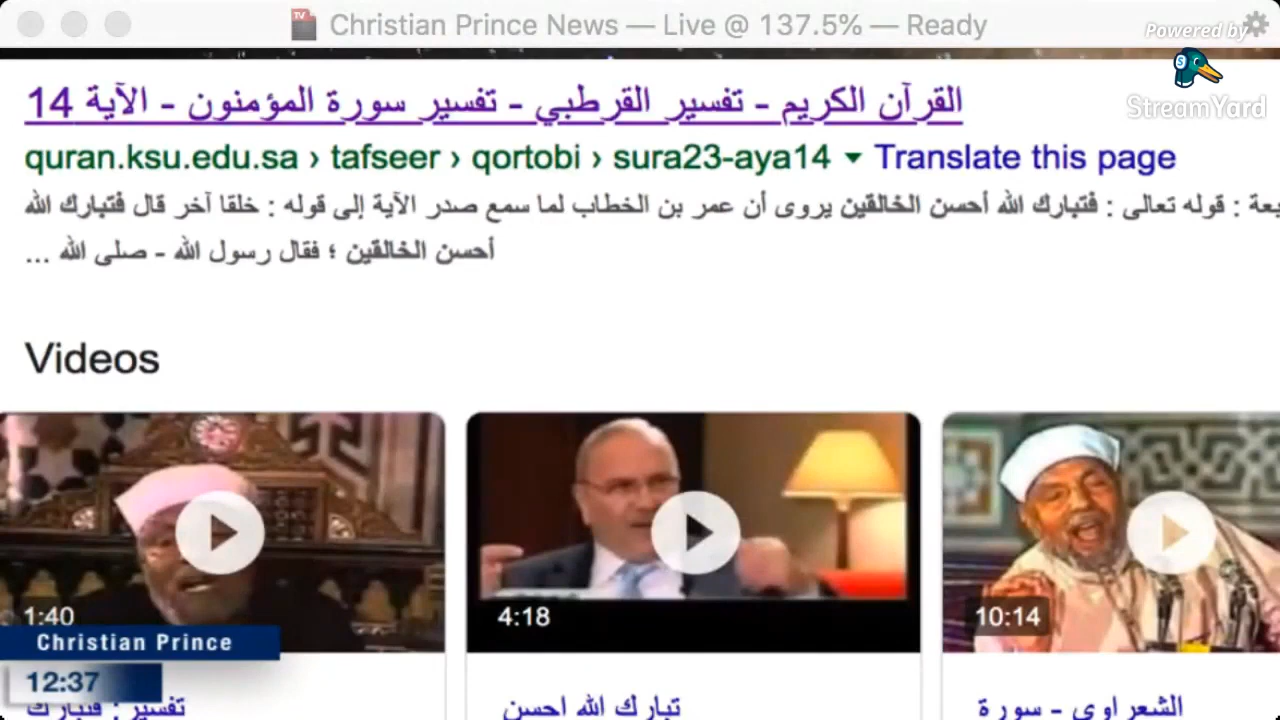 Christian Prince News — Live @ 137.5% — Ready
Powered by
StreamYard
القرآن الكريم - تفسير القرطبي - تفسير سورة المؤمنون - الآية 14
quran.ksu.edu.sa › tafseer › qortobi › sura23-aya14 ▼ Translate this page
بعة : قوله تعالى : فتبارك الله أحسن الخالقين يروى أن عمر بن الخطاب لما سمع صدر الآية إلى قوله : خلقا آخر قال فتبارك الله
أحسن الخالقين ؛ فقال رسول الله - صلى الله ...
Videos
1:40
4:18
10:14
Christian Prince
12:37
تفسير : فتبارك
تبارك الله احسن
الشعراوي - سورة